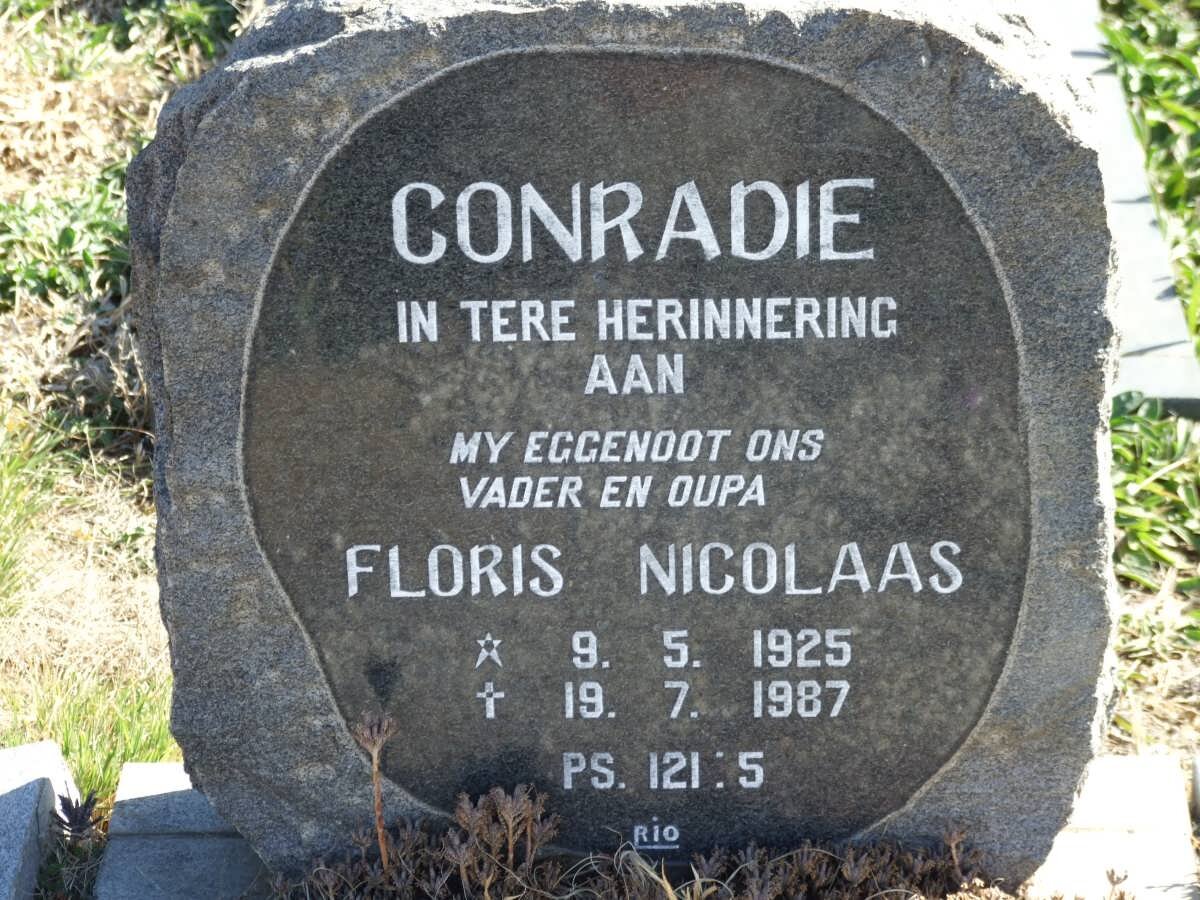 CONRADIE
IN TERE HERINNERING
AAN
MY EGGENOOT ONS
VADER EN OUPA
FLORIS NICOLAAS
9. 5. 1925
19. 7. 1987
PS. 121:5
RiO